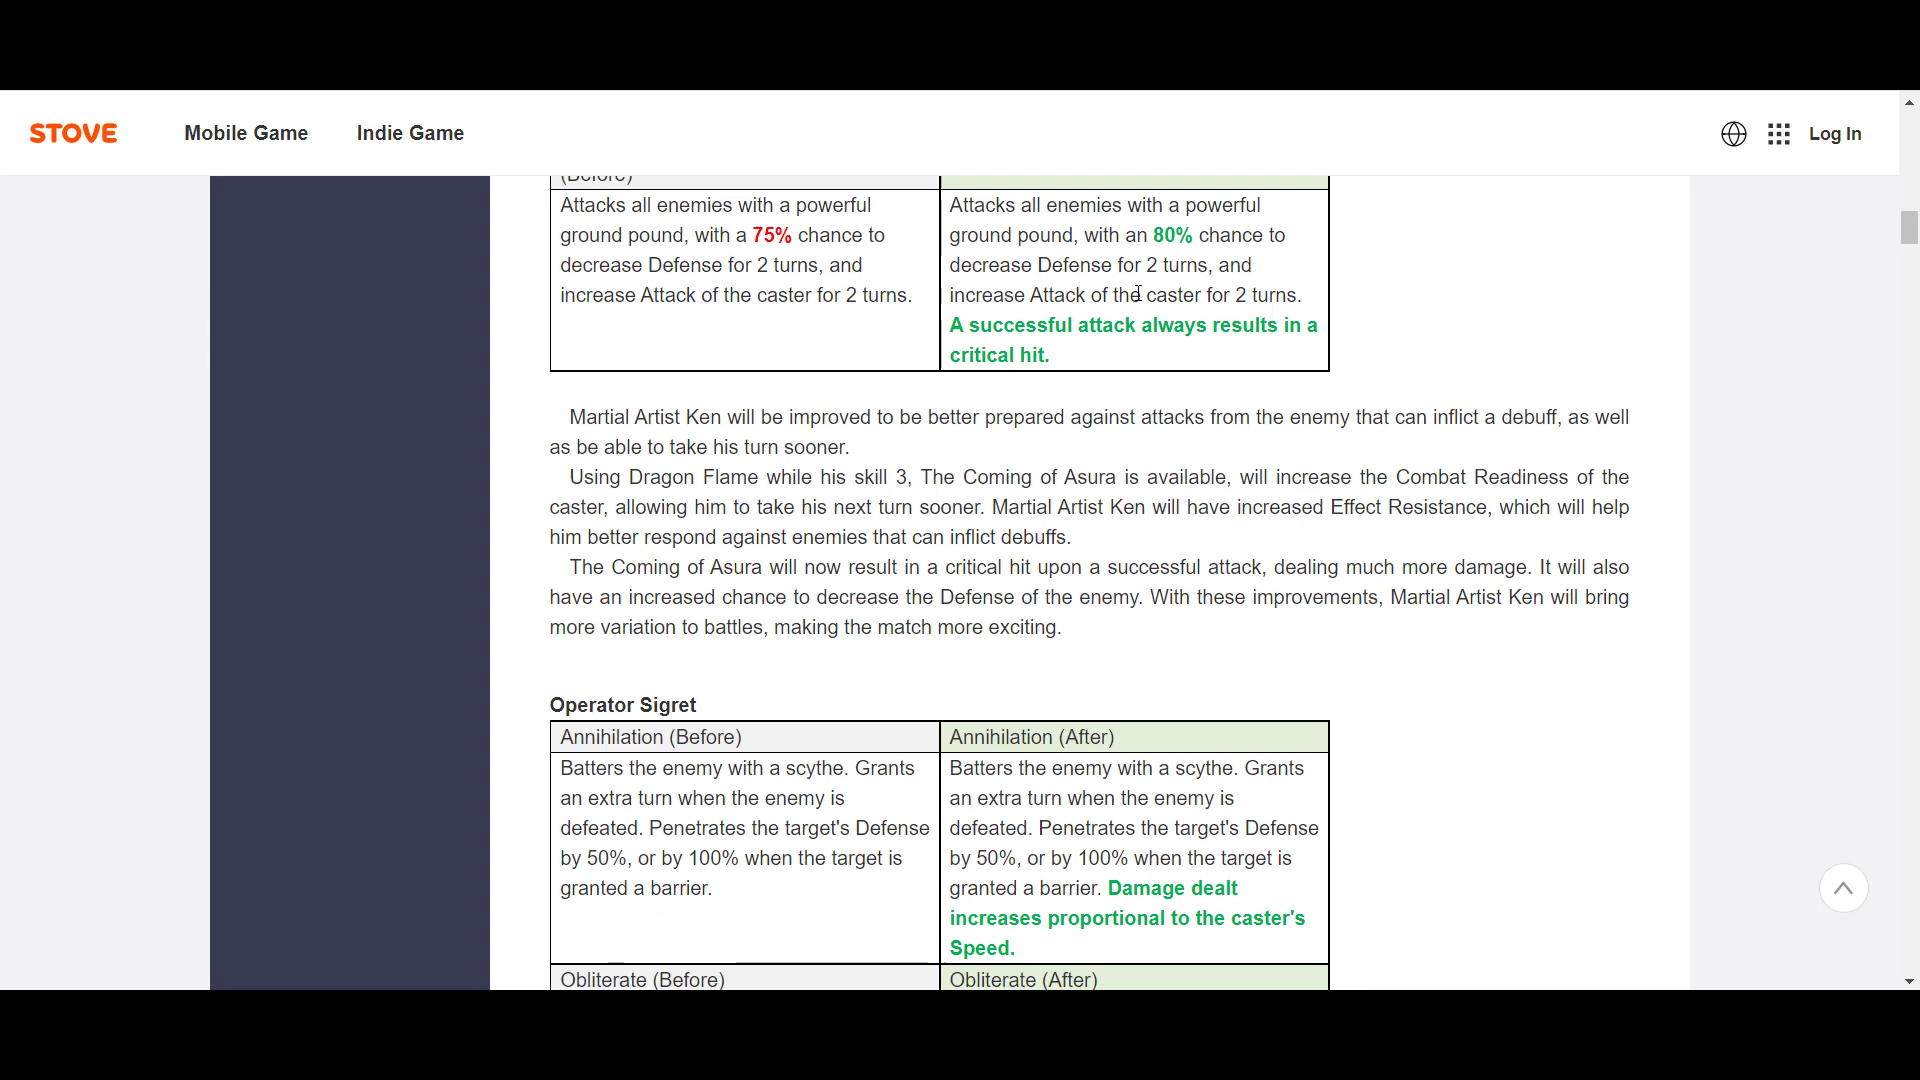 STOVE Mobile Game Indie Game Log In
(Before)
Attacks all enemies with a powerful
ground pound, with a 75% chance to
decrease Defense for 2 turns, and
increase Attack of the caster for 2 turns.
Attacks all enemies with a powerful
ground pound, with an 80% chance to
decrease Defense for 2 turns, and
increase Attack of the caster for 2 turns.
A successful attack always results in a
critical hit.
Martial Artist Ken will be improved to be better prepared against attacks from the enemy that can inflict a debuff, as well
as be able to take his turn sooner.
Using Dragon Flame while his skill 3, The Coming of Asura is available, will increase the Combat Readiness of the
caster, allowing him to take his next turn sooner. Martial Artist Ken will have increased Effect Resistance, which will help
him better respond against enemies that can inflict debuffs.
The Coming of Asura will now result in a critical hit upon a successful attack, dealing much more damage. It will also
have an increased chance to decrease the Defense of the enemy. With these improvements, Martial Artist Ken will bring
more variation to battles, making the match more exciting.
Operator Sigret
Annihilation (Before)
Annihilation (After)
Batters the enemy with a scythe. Grants
an extra turn when the enemy is
defeated. Penetrates the target's Defense
by 50%, or by 100% when the target is
granted a barrier.
Batters the enemy with a scythe. Grants
an extra turn when the enemy is
defeated. Penetrates the target's Defense
by 50%, or by 100% when the target is
granted a barrier. Damage dealt
increases proportional to the caster's
Speed.
Obliterate (Before)
Obliterate (After)